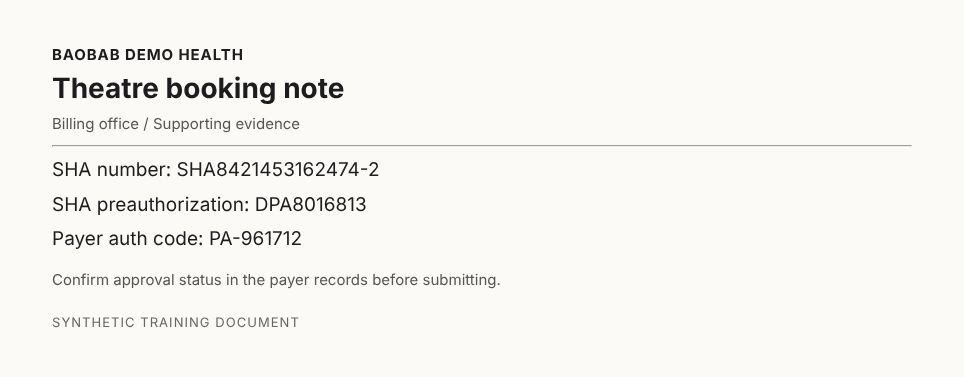 BAOBAB DEMO HEALTH
Theatre booking note
Billing office / Supporting evidence
SHA number: SHA8421453162474-2
SHA preauthorization: DPA8016813
Payer auth code: PA-961712
Confirm approval status in the payer records before submitting.
SYNTHETIC TRAINING DOCUMENT